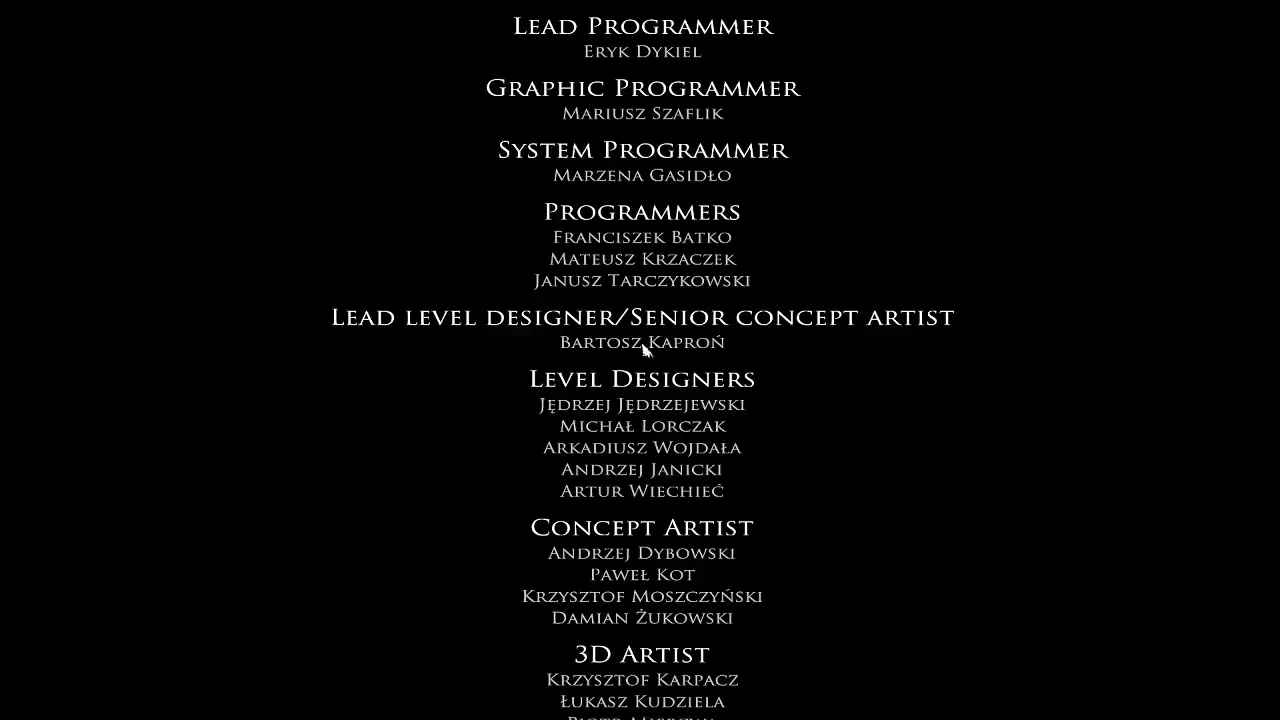 Lead Programmer
Eryk Dykiel
Graphic Programmer
Mariusz Szaflik
System Programmer
Marzena Gasidło
Programmers
Franciszek Batko
Mateusz Krzaczek
Janusz Tarczykowski
Lead level designer/Senior concept artist
Bartosz Kaproń
Level Designers
Jędrzej Jędrzejewski
Michał Lorczak
Arkadiusz Wojdała
Andrzej Janicki
Artur Wiechieć
Concept Artist
Andrzej Dybowski
Paweł Kot
Krzysztof Moszczyński
Damian Żukowski
3D Artist
Krzysztof Karpacz
Łukasz Kudziela